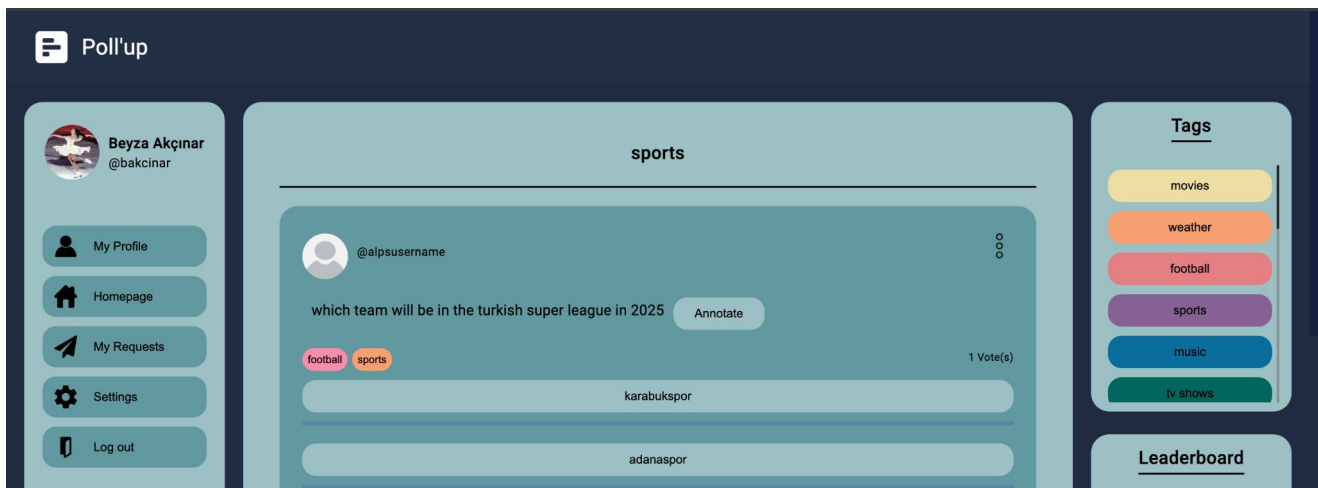 Poll'up
Beyza Akçınar
@bakcinar
My Profile
Homepage
My Requests
Settings
Log out
sports
@alpsusername
which team will be in the turkish super league in 2025
Annotate
football
sports
1 Vote(s)
karabukspor
adanaspor
Tags
movies
weather
football
sports
music
tv shows
Leaderboard